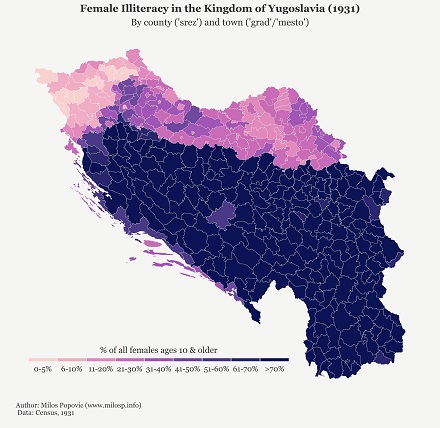 Female Illiteracy in the Kingdom of Yugoslavia (1931)
By county ('srez') and town ('grad'/'mesto')
% of all females ages 10 & older
0-5% 6-10% 11-20% 21-30% 31-40% 41-50% 51-60% 61-70% >70%
Author: Milos Popovic (www.milosp.info)
Data: Census, 1931